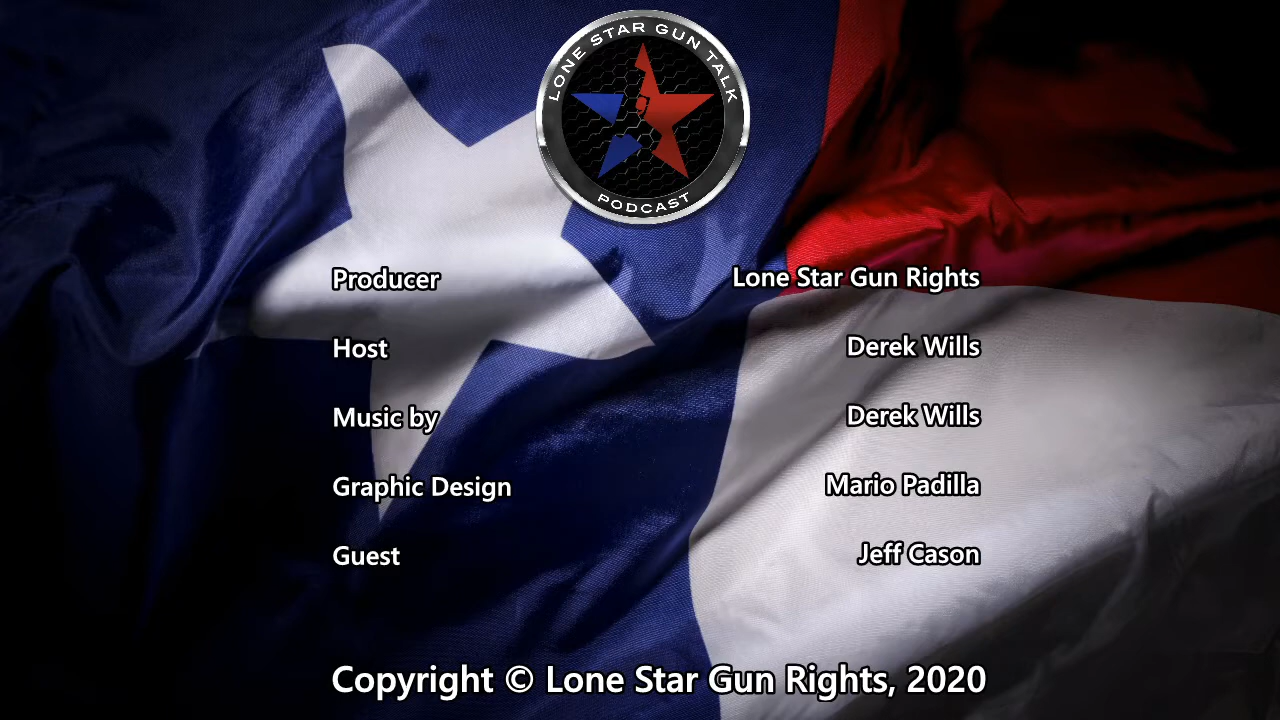 LONE STAR GUN TALK
PODCAST
Producer Lone Star Gun Rights
Host Derek Wills
Music by Derek Wills
Graphic Design Mario Padilla
Guest Jeff Cason
Copyright © Lone Star Gun Rights, 2020